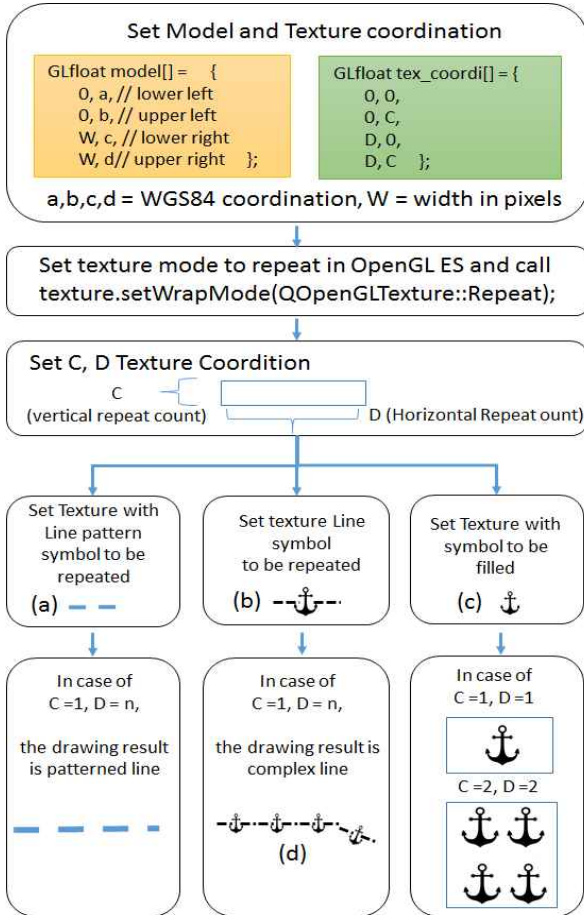 Set Model and Texture coordination
GLfloat model[] = {
0, a, // lower left
0, b, // upper left
W, c, // lower right
W, d// upper right };
GLfloat tex_coordi[] = {
0, 0,
0, C,
D, 0,
D, C };
a,b,c,d = WGS84 coordination, W = width in pixels
Set texture mode to repeat in OpenGL ES and call
texture.setWrapMode(QOpenGLTexture::Repeat);
Set C, D Texture Coordition
C
(vertical repeat count)
D (Horizontal Repeat ount)
Set Texture with
Line pattern
symbol to be
repeated
(a)
Set texture Line
symbol
to be repeated
(b)
Set Texture with
symbol to be
filled
(c)
In case of
C =1, D = n,
the drawing result
is patterned line
In case of
C =1, D = n,
the drawing result is
complex line
(d)
In case of
C =1, D =1
C =2, D =2